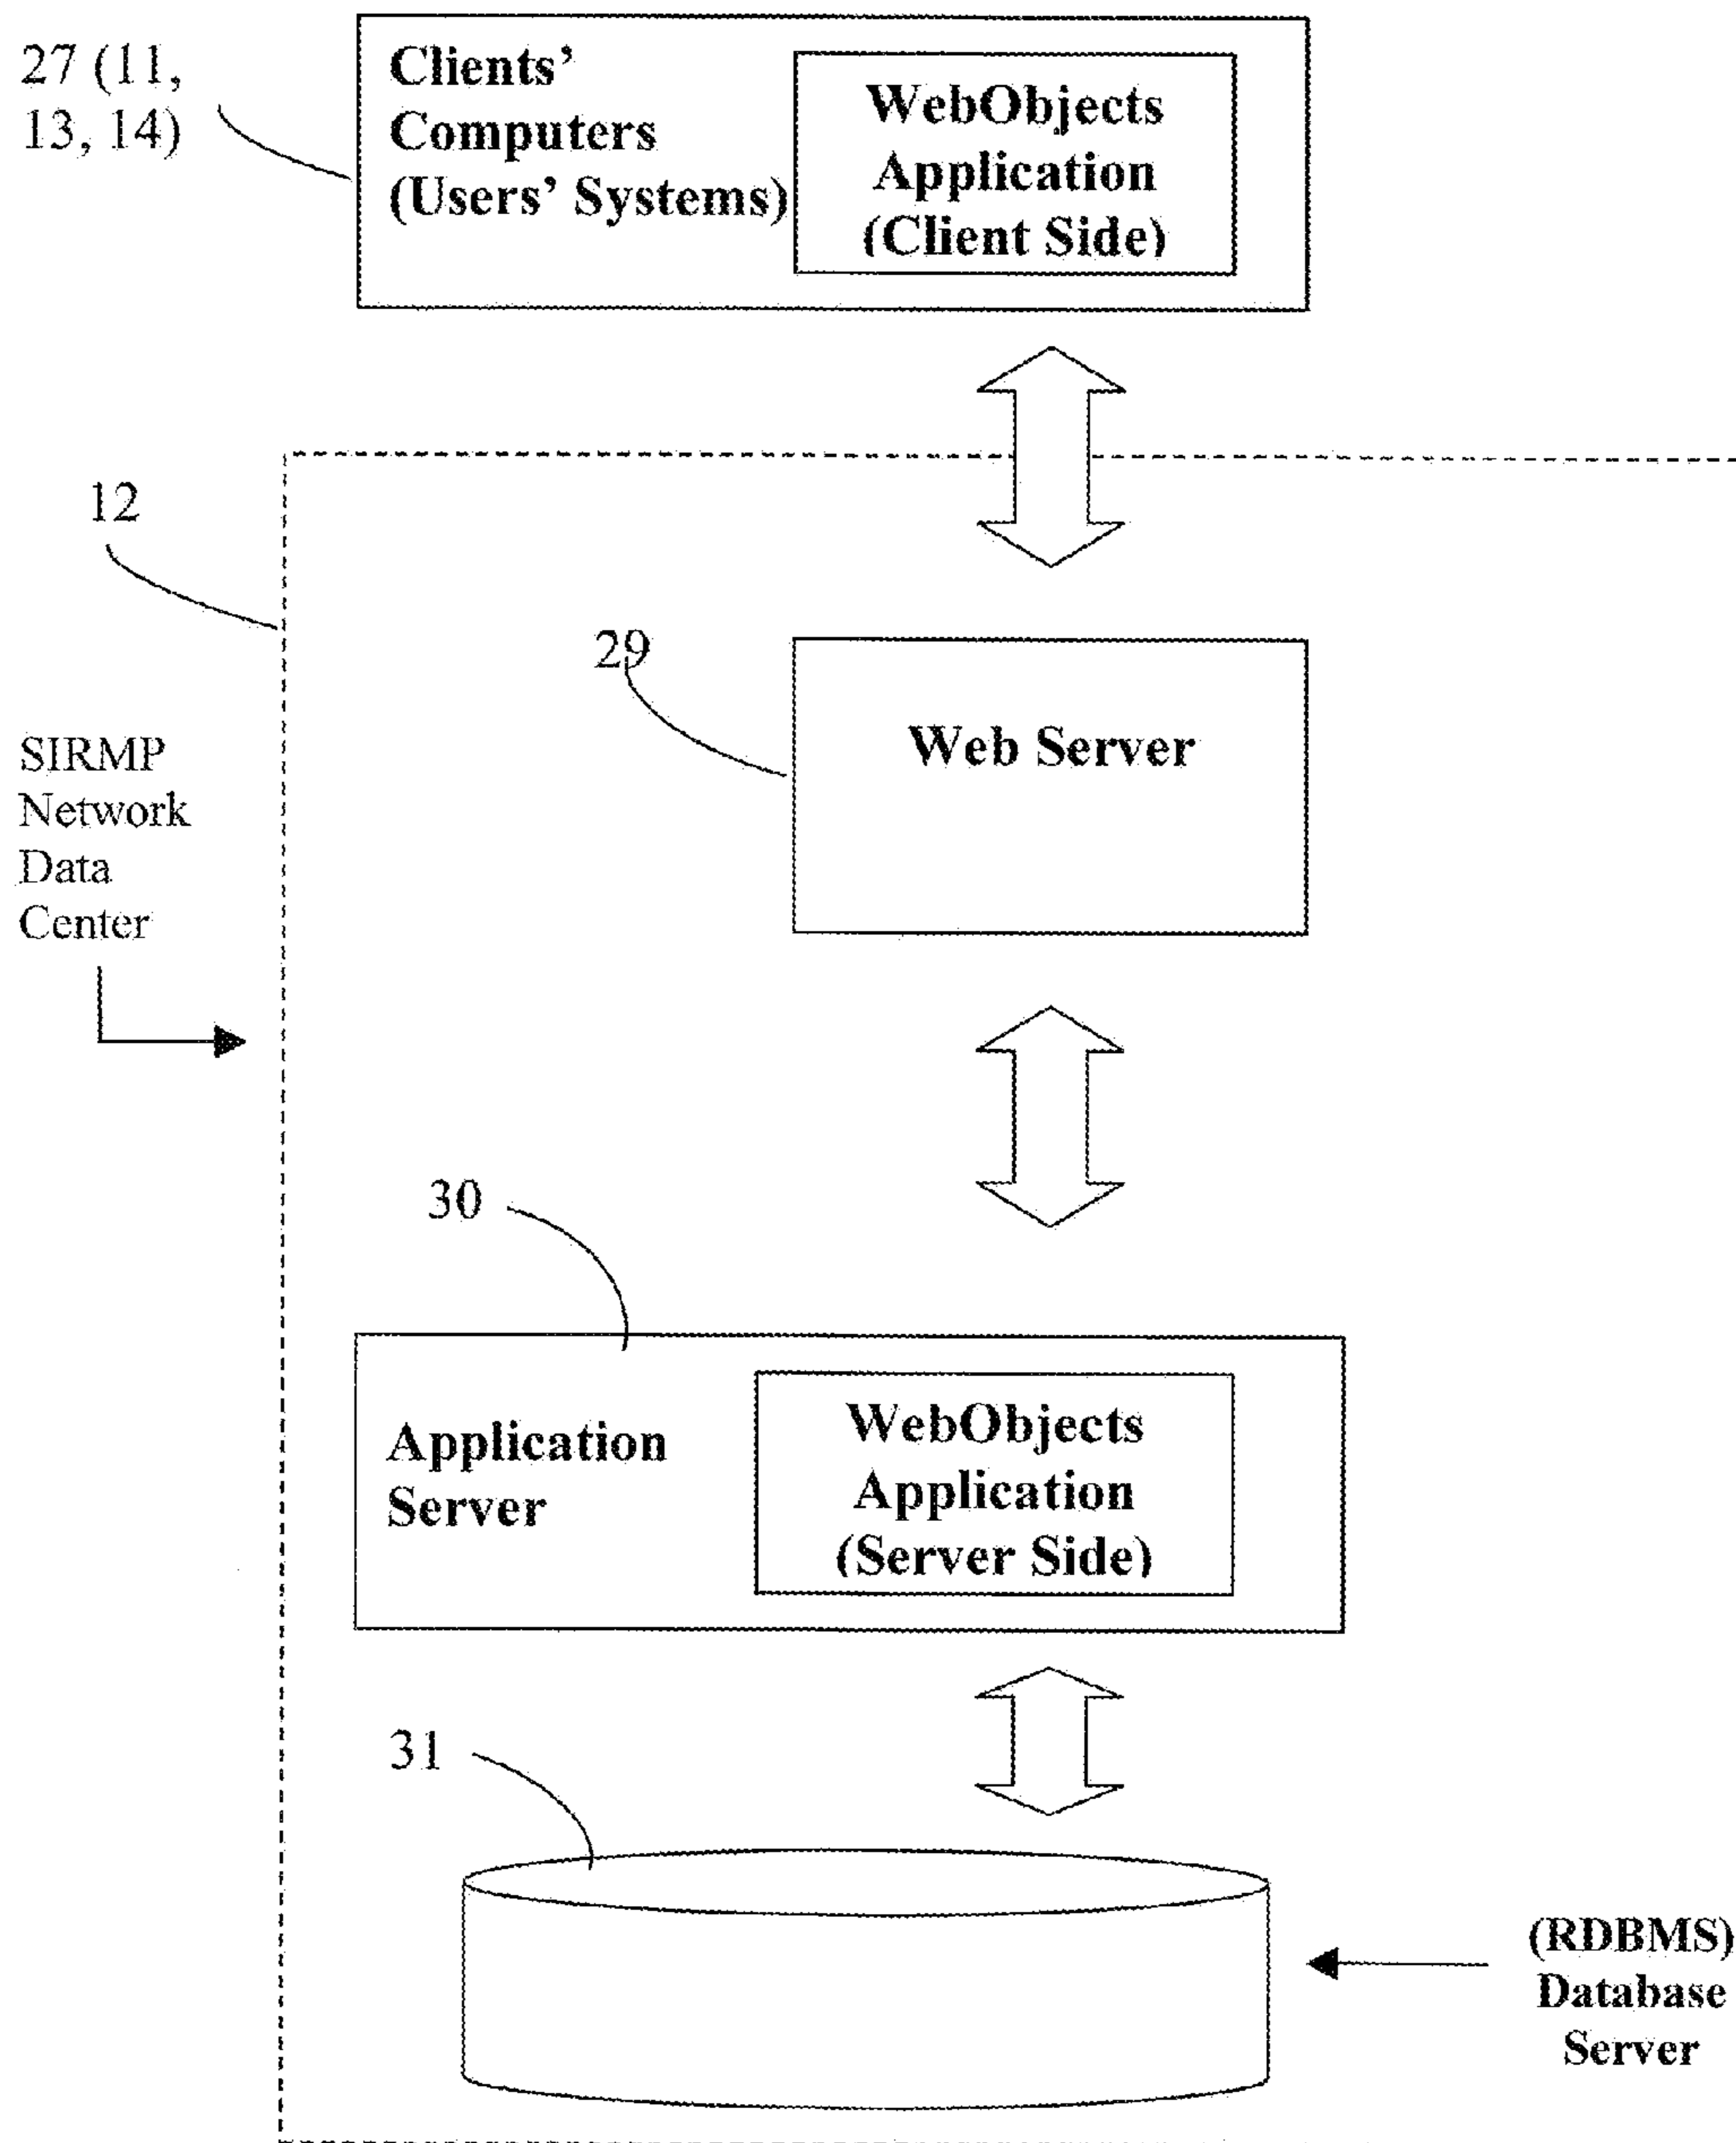 27 (11,
13, 14)
Clients’
Computers
(Users’ Systems)
WebObjects
Application
(Client Side)
12
29
Web Server
SIRMP
Network
Data
Center
30
Application
Server
WebObjects
Application
(Server Side)
31
(RDBMS)
Database
Server